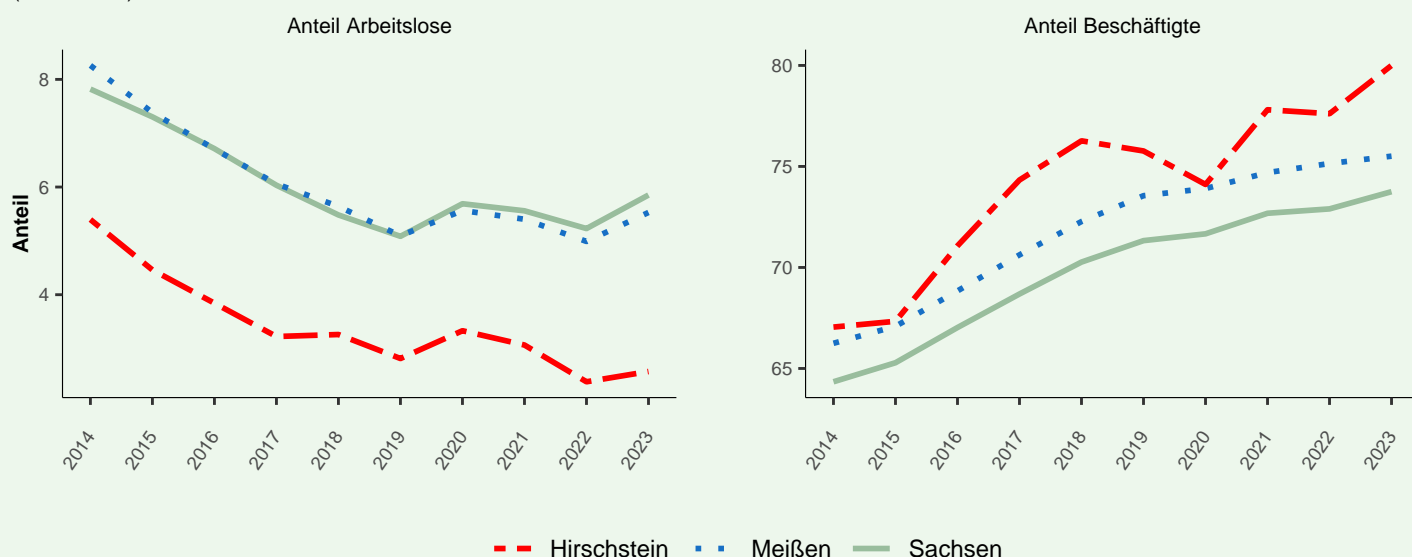 Anteil Arbeitslose
Anteil
8
6
4
2014 2015 2016 2017 2018 2019 2020 2021 2022 2023
Anteil Beschäftigte
80
75
70
65
2014 2015 2016 2017 2018 2019 2020 2021 2022 2023
Hirschstein Meißen Sachsen